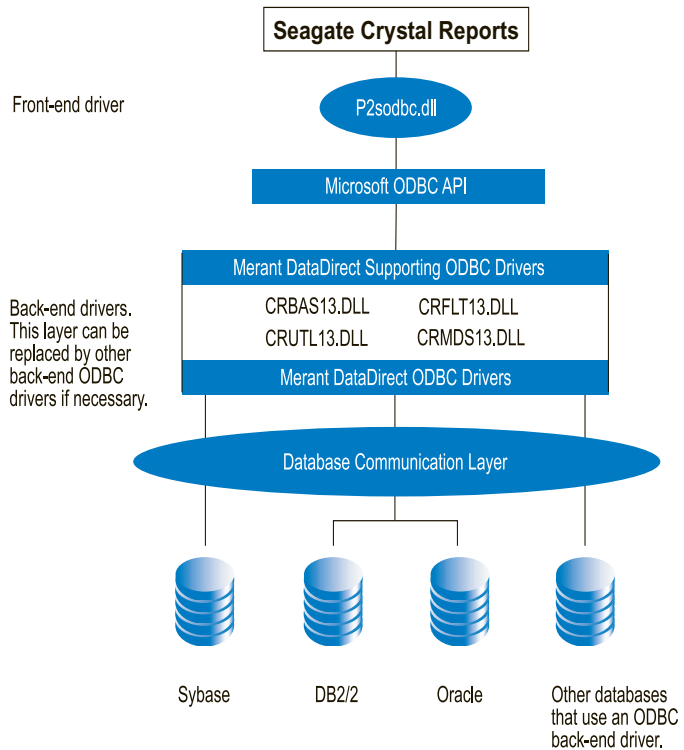 Seagate Crystal Reports
Front-end driver
P2sodbc.dll
Microsoft ODBC API
Merant DataDirect Supporting ODBC Drivers
CRBAS13.DLL CRFLT13.DLL
CRUTL13.DLL CRMDS13.DLL
Merant DataDirect ODBC Drivers
Back-end drivers.
This layer can be
replaced by other
back-end ODBC
drivers if necessary.
Database Communication Layer
Sybase
DB2/2
Oracle
Other databases
that use an ODBC
back-end driver.